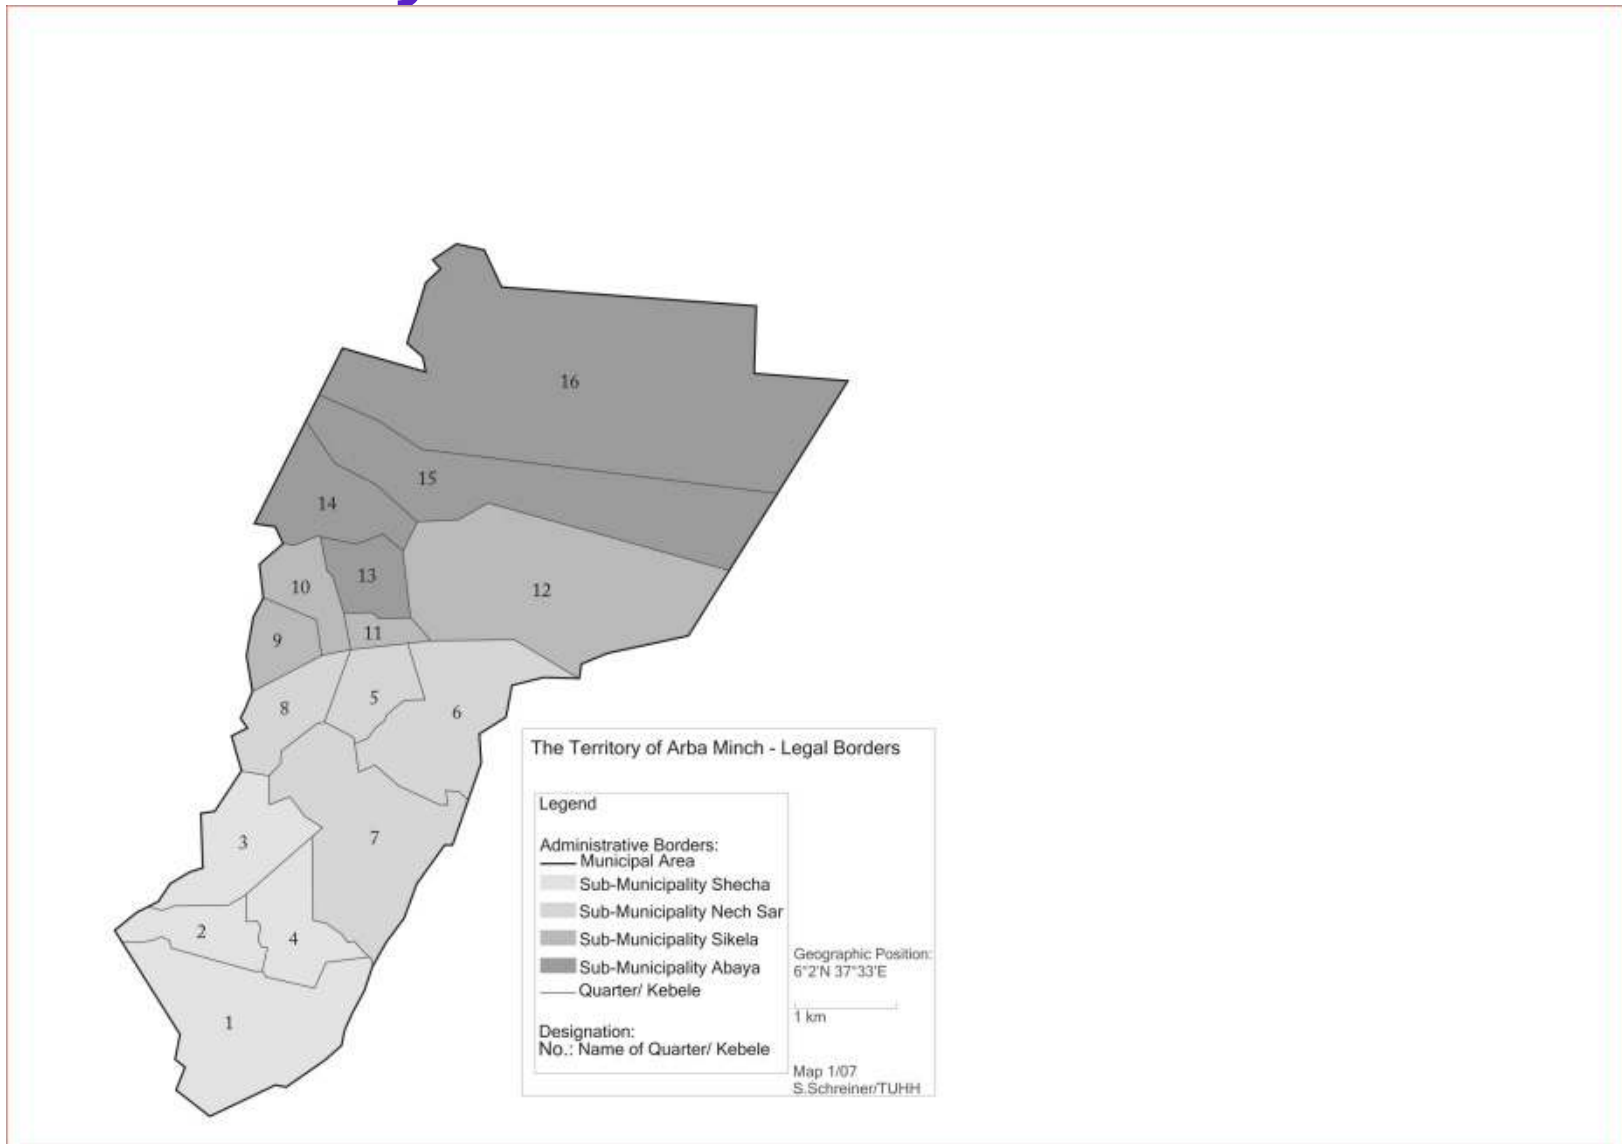 16
15
14
13
10
12
11
9
5
8
6
The Territory of Arba Minch - Legal Borders
Legend
7
3
Administrative Borders:
Municipal Area
Sub-Municipality Shecha
Sub-Municipality Nech Sar
2
4
Sub-Municipality Sikela
Sub-Municipality Abaya
Quarter/ Kebele
Geographic Position:
6°2'N 37°33'E
1 km
1
Designation:
No.: Name of Quarter/ Kebele
Map 1/07
S.Schreiner/TUHH